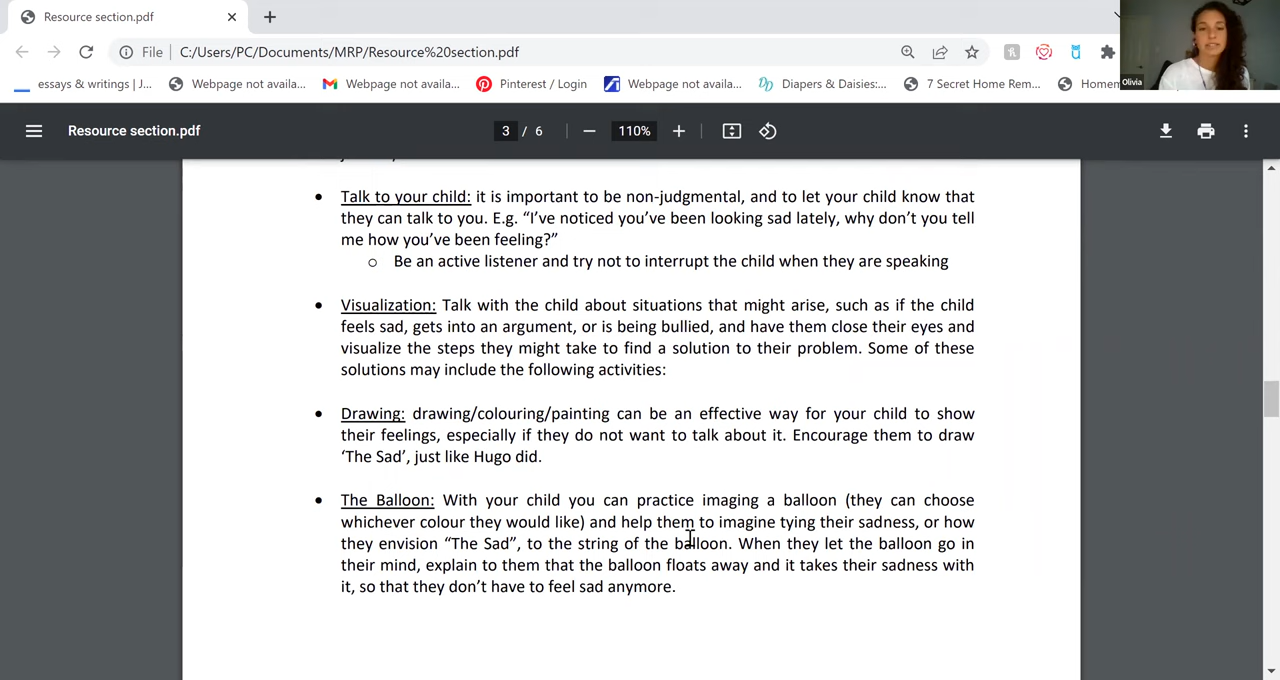 Resource section.pdf
File
C:/Users/PC/Documents/MRP/Resource%20section.pdf
Olivia
essays & writings | J...
Webpage not availa...
Webpage not availa...
Pinterest / Login
Webpage not availa...
Diapers & Daisies:...
7 Secret Home Rem...
Homem
Resource section.pdf
3 / 6
110%
• Talk to your child: it is important to be non-judgmental, and to let your child know that
they can talk to you. E.g. “I’ve noticed you’ve been looking sad lately, why don’t you tell
me how you’ve been feeling?”
o Be an active listener and try not to interrupt the child when they are speaking
• Visualization: Talk with the child about situations that might arise, such as if the child
feels sad, gets into an argument, or is being bullied, and have them close their eyes and
visualize the steps they might take to find a solution to their problem. Some of these
solutions may include the following activities:
• Drawing: drawing/colouring/painting can be an effective way for your child to show
their feelings, especially if they do not want to talk about it. Encourage them to draw
‘The Sad’, just like Hugo did.
• The Balloon: With your child you can practice imaging a balloon (they can choose
whichever colour they would like) and help them to imagine tying their sadness, or how
they envision “The Sad”, to the string of the balloon. When they let the balloon go in
their mind, explain to them that the balloon floats away and it takes their sadness with
it, so that they don’t have to feel sad anymore.